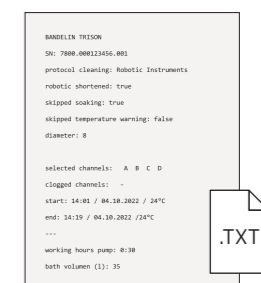 BANDELIN TRISON
SN: 7800.000123456.001
protocol cleaning: Robotic Instruments
robotic shortened: true
skipped soaking: true
skipped temperature warning: false
diameter: 8
selected channels: A B C D
clogged channels: -
start: 14:01 / 04.10.2022 / 24°C
end: 14:19 / 04.10.2022 /24°C
---
working hours pump: 0:30
bath volumen (l): 35
.TXT